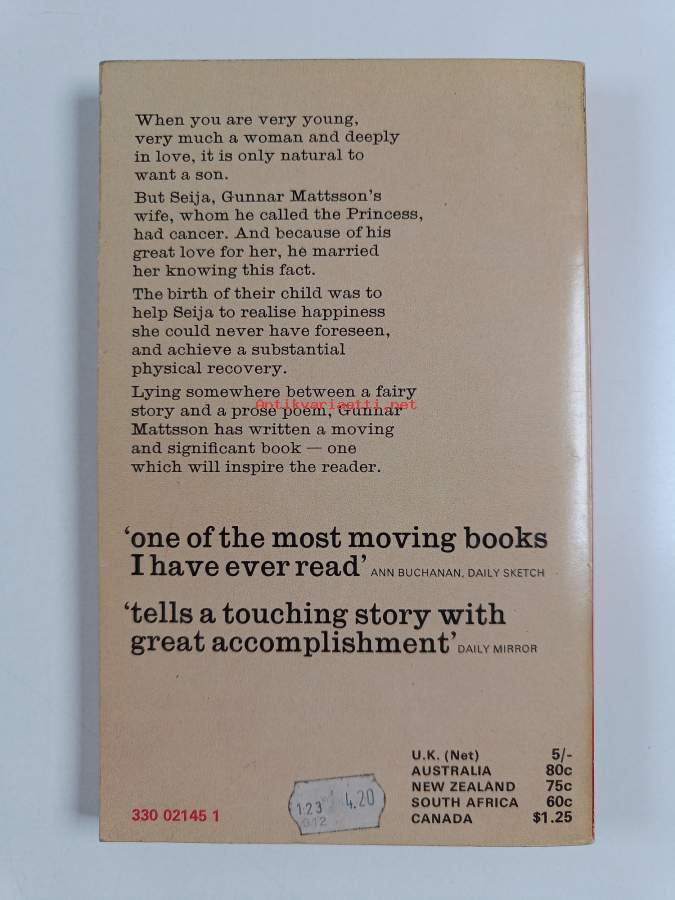 When you are very young,
very much a woman and deeply
in love, it is only natural to
want a son.
But Seija, Gunnar Mattsson's
wife, whom he called the Princess,
had cancer. And because of his
great love for her, he married
her knowing this fact.
The birth of their child was to
help Seija to realise happiness
she could never have foreseen,
and achieve a substantial
physical recovery.
Lying somewhere between a fairy
Antikvariaatti.net
story and a prose poem, Gunnar
Mattsson has written a moving
and significant book — one
which will inspire the reader.
'one of the most moving books
I have ever read' ANN BUCHANAN, DAILY SKETCH
'tells a touching story with
great accomplishment' DAILY MIRROR
U.K. (Net) 5/-
AUSTRALIA 80c
NEW ZEALAND 75c
SOUTH AFRICA 60c
CANADA $1.25
123 4.20
912
330 02145 1